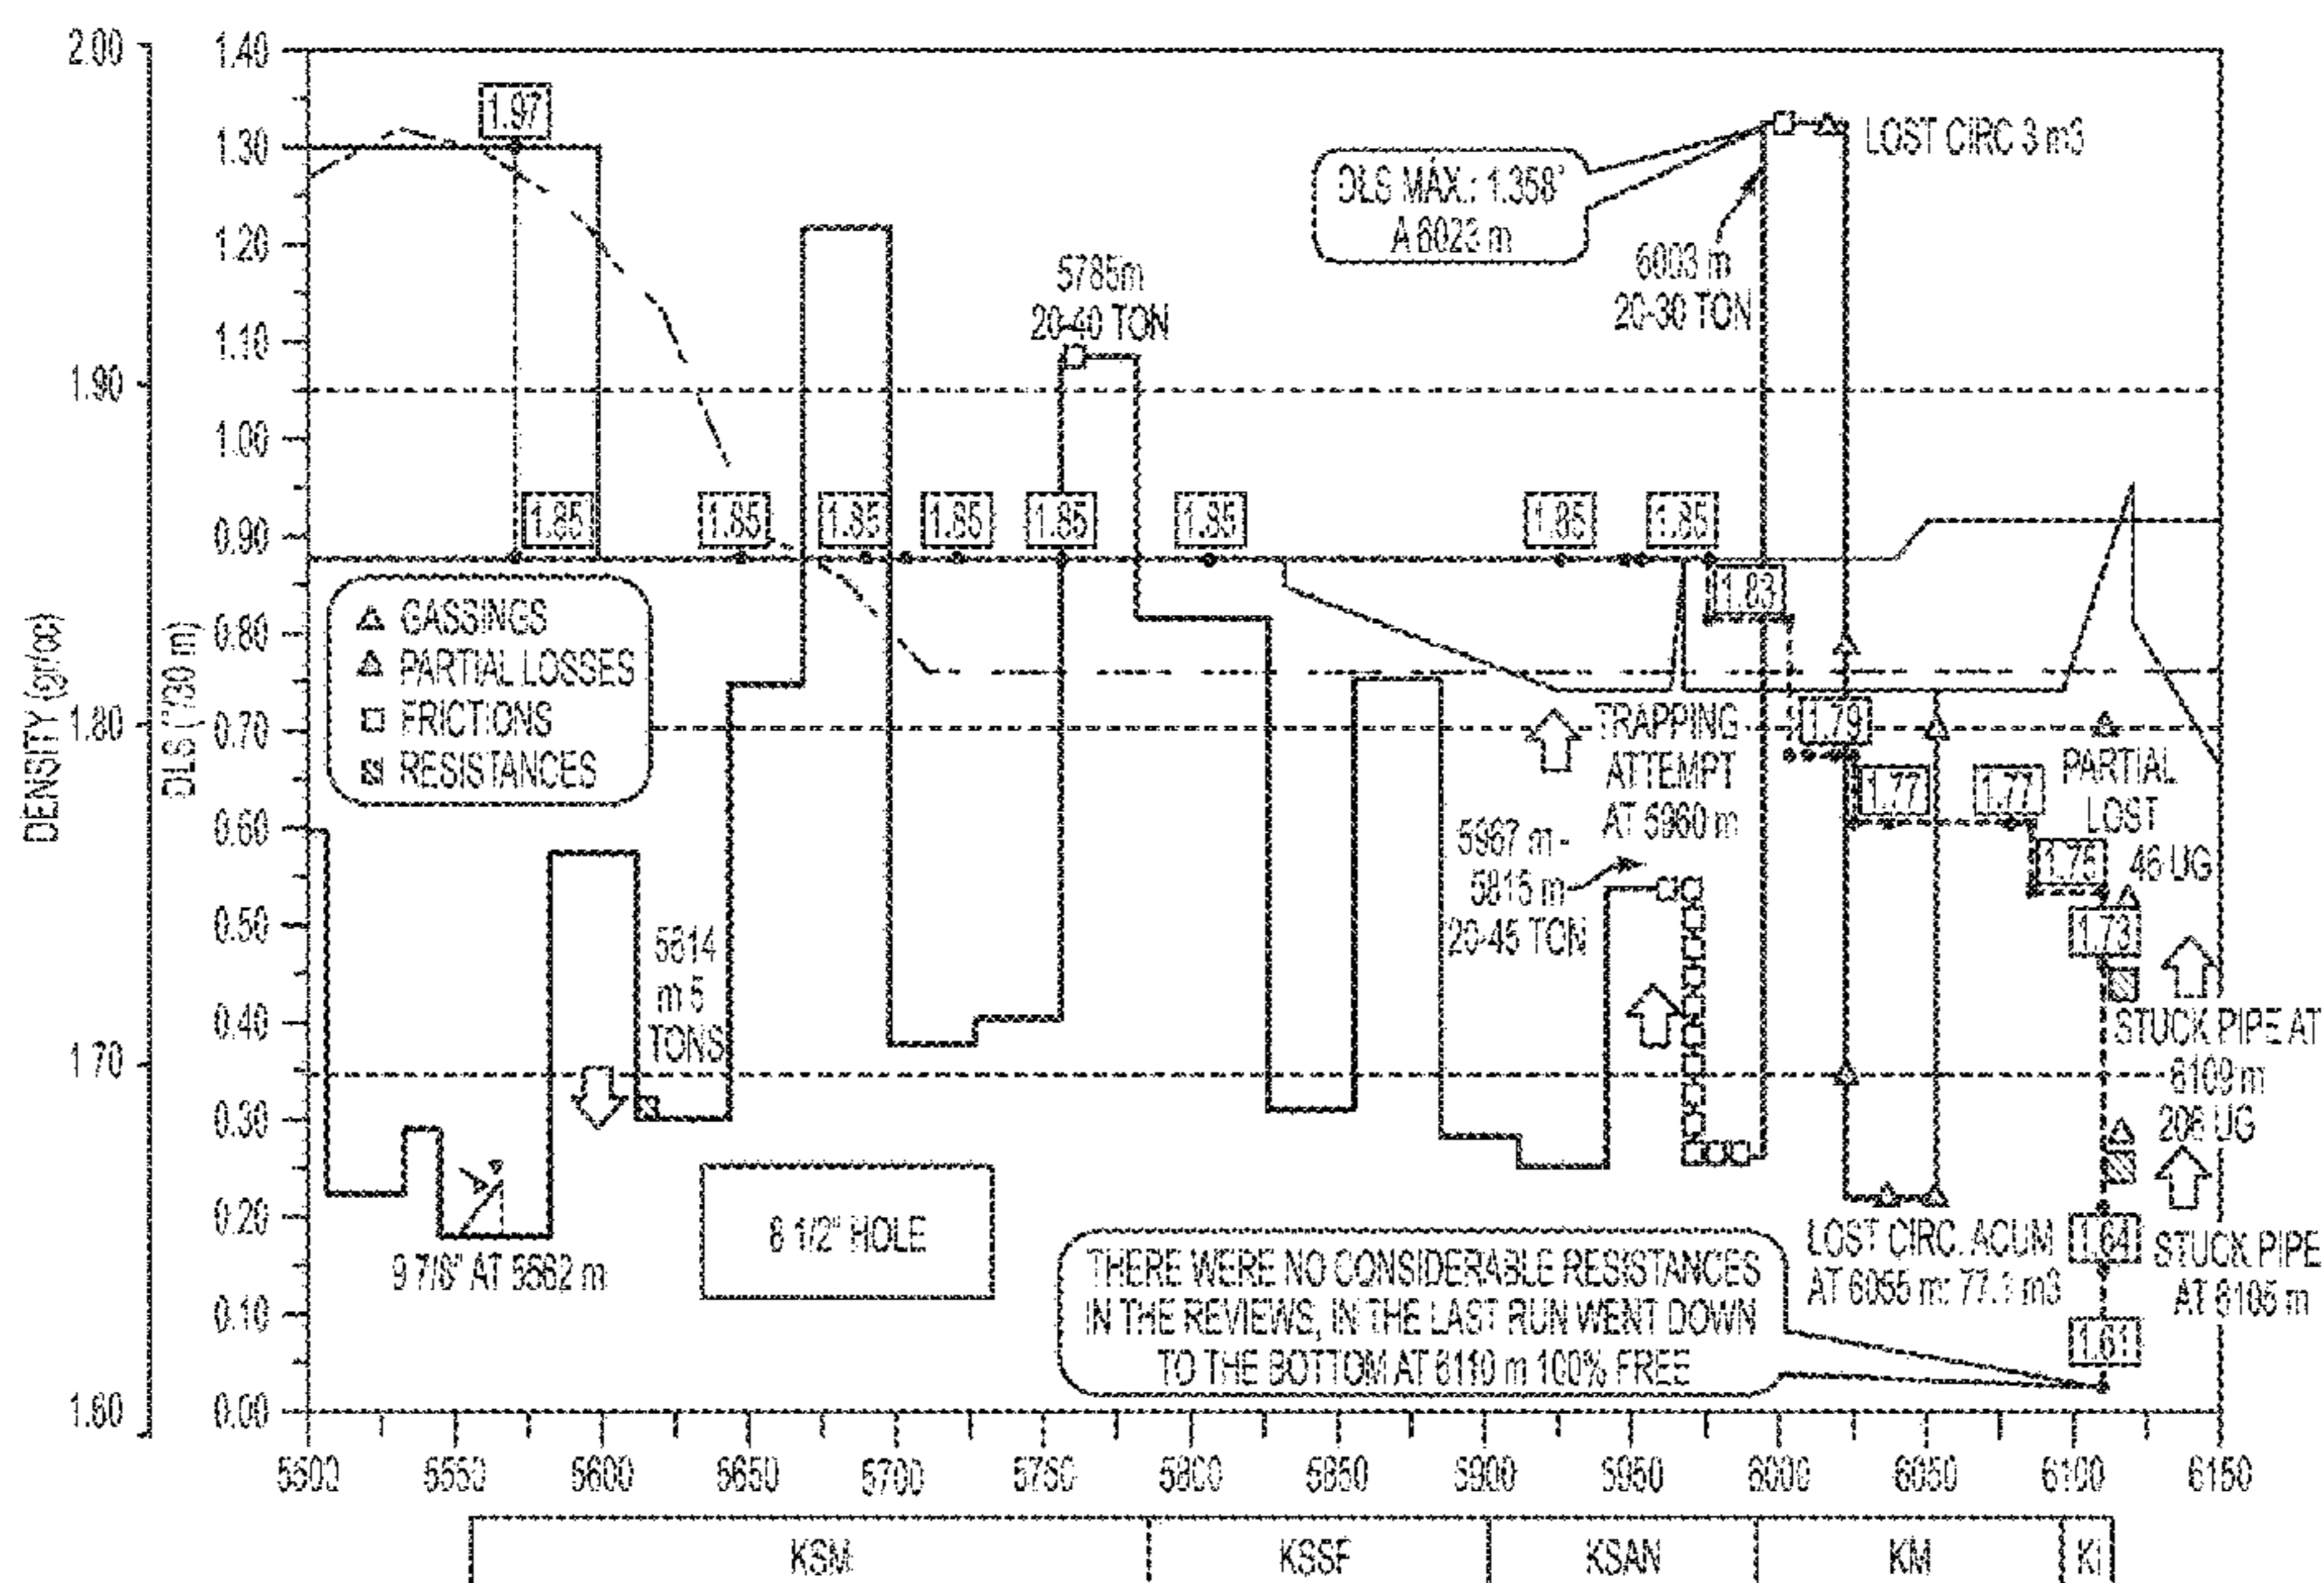 2.00
1.90
1.80
1.70
1.60
DENSITY (gr/cc)
1.40
1.30
1.20
1.10
1.00
0.90
0.80
0.70
0.60
0.50
0.40
0.30
0.20
0.10
0.00
DLS (°/30 m)
1.97
LOST CIRC 3 m3
DLS MÁX.: 1.358°
A 6023 m
6003 m
20-30 TON
5785m
20-40 TON
1.85
1.85
1.85
1.85
1.85
1.85
1.85
1.85
1.83
GASSINGS
PARTIAL LOSSES
FRICTIONS
RESISTANCES
TRAPPING
ATTEMPT
AT 5960 m
1.79
1.77
1.77
PARTIAL
LOST
46 UG
1.75
1.73
5967 m -
5815 m
20-45 TON
5614
m 5
TONS
STUCK PIPE AT
6109 m
206 UG
9 7/8" AT 5562 m
8 1/2" HOLE
LOST CIRC. ACUM
AT 6055 m: 77.1 m3
1.64
STUCK PIPE
AT 6105 m
1.61
THERE WERE NO CONSIDERABLE RESISTANCES
IN THE REVIEWS, IN THE LAST RUN WENT DOWN
TO THE BOTTOM AT 6110 m 100% FREE
5500 5550 5600 5650 5700 5750 5800 5850 5900 5950 6000 6050 6100 6150
KSM KSSF KSAN KM KI